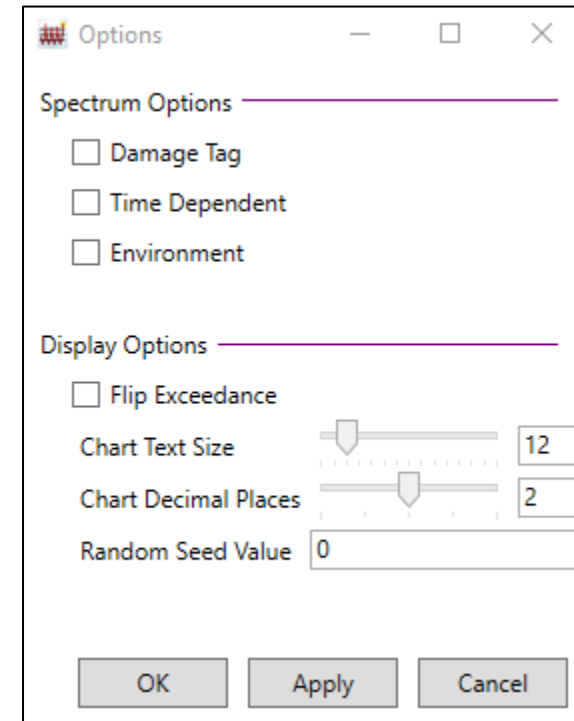 Options
Spectrum Options
Damage Tag
Time Dependent
Environment
Display Options
Flip Exceedance
Chart Text Size 12
Chart Decimal Places 2
Random Seed Value 0
OK Apply Cancel